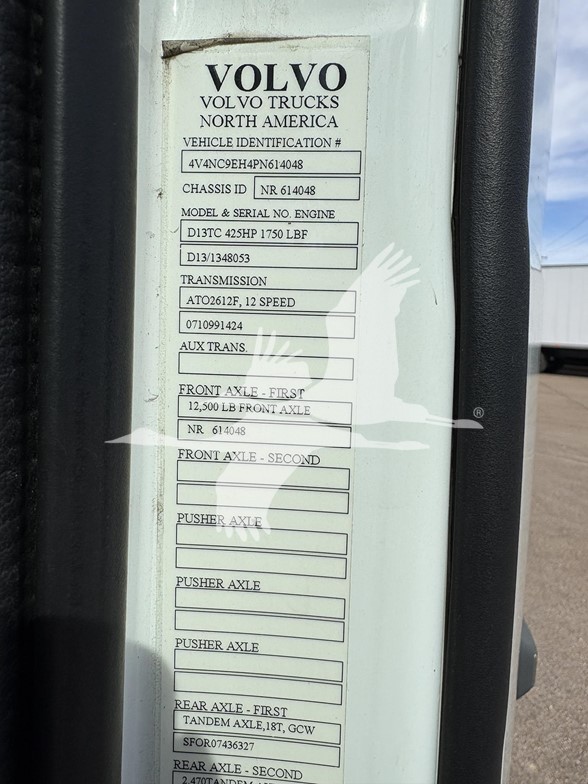 VOLVO
VOLVO TRUCKS
NORTH AMERICA
VEHICLE IDENTIFICATION #
4V4NC9EH4PN614048
CHASSIS ID NR 614048
MODEL & SERIAL NO. ENGINE
D13TC 425HP 1750 LBF
D13/1348053
TRANSMISSION
ATO2612F, 12 SPEED
0710991424
AUX TRANS.
FRONT AXLE - FIRST
12,500 LB FRONT AXLE
NR 614048
®
FRONT AXLE - SECOND
PUSHER AXLE
PUSHER AXLE
PUSHER AXLE
REAR AXLE - FIRST
TANDEM AXLE,18T, GCW
SFOR07436327
REAR AXLE - SECOND